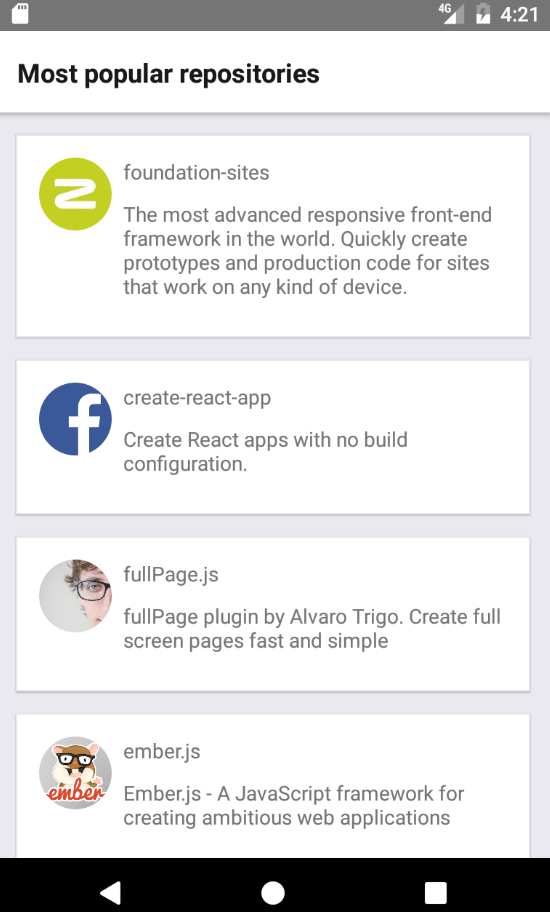 4G 4:21
Most popular repositories
foundation-sites
The most advanced responsive front-end
framework in the world. Quickly create
prototypes and production code for sites
that work on any kind of device.
create-react-app
Create React apps with no build
configuration.
fullPage.js
fullPage plugin by Alvaro Trigo. Create full
screen pages fast and simple
ember.js
ember
Ember.js - A JavaScript framework for
creating ambitious web applications